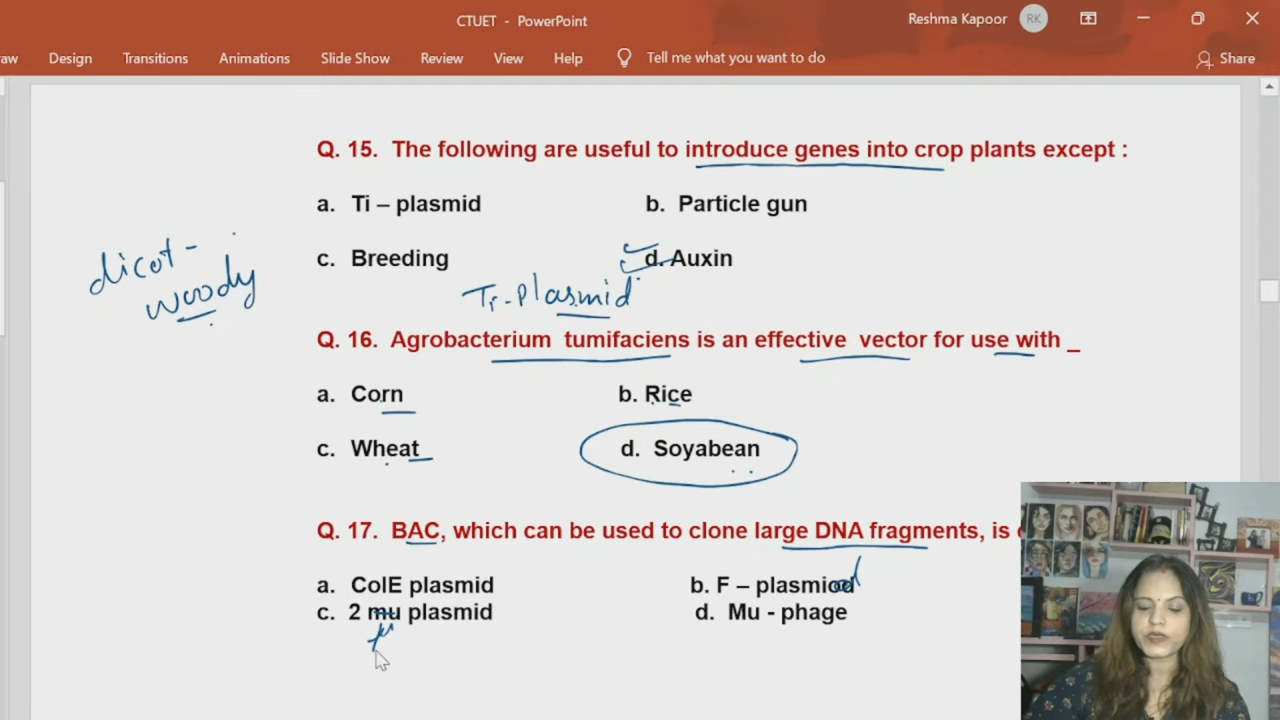 CTUET - PowerPoint
Reshma Kapoor RK
aw Design Transitions Animations Slide Show Review View Help Tell me what you want to do Share
Q. 15. The following are useful to introduce genes into crop plants except :
a. Ti – plasmid b. Particle gun
c. Breeding d. Auxin
dicot -
woody
Ti-plasmid
Q. 16. Agrobacterium tumifaciens is an effective vector for use with _
a. Corn b. Rice
c. Wheat d. Soyabean
Q. 17. BAC, which can be used to clone large DNA fragments, is
a. ColE plasmid b. F – plasmid
c. 2 mu plasmid d. Mu - phage
μ